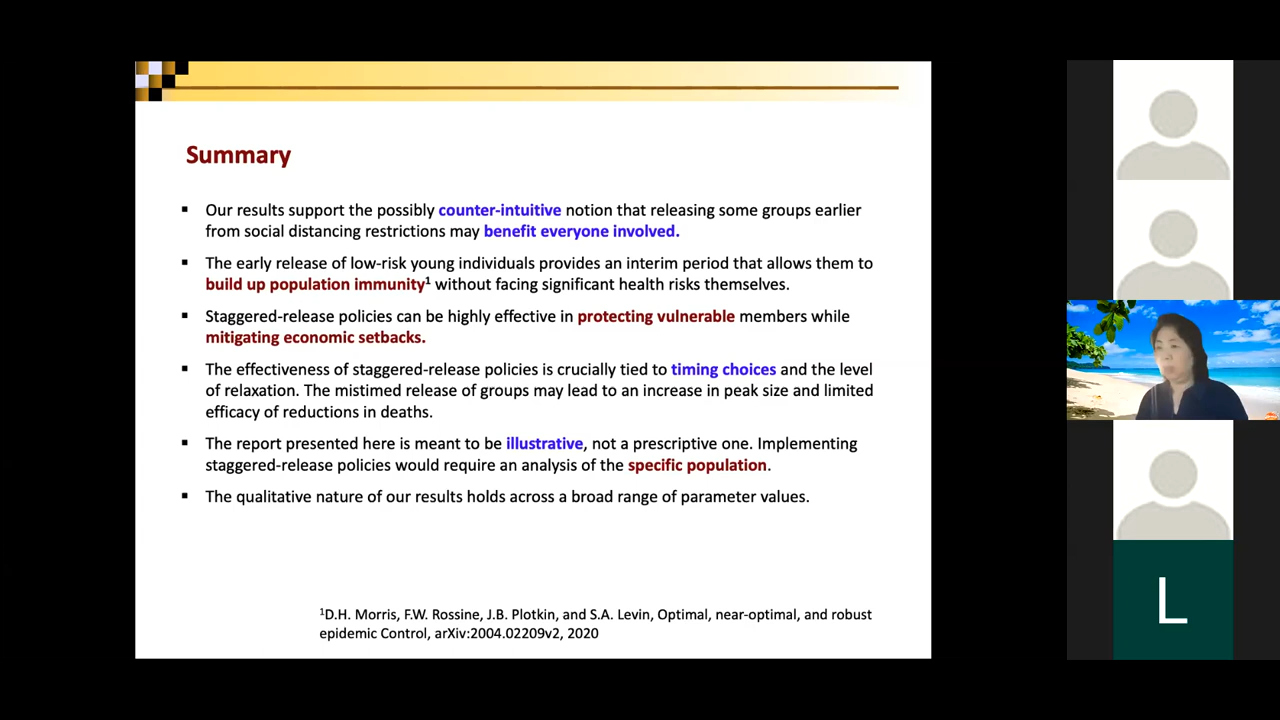 Summary
▪ Our results support the possibly counter-intuitive notion that releasing some groups earlier
from social distancing restrictions may benefit everyone involved.
▪ The early release of low-risk young individuals provides an interim period that allows them to
build up population immunity¹ without facing significant health risks themselves.
▪ Staggered-release policies can be highly effective in protecting vulnerable members while
mitigating economic setbacks.
▪ The effectiveness of staggered-release policies is crucially tied to timing choices and the level
of relaxation. The mistimed release of groups may lead to an increase in peak size and limited
efficacy of reductions in deaths.
▪ The report presented here is meant to be illustrative, not a prescriptive one. Implementing
staggered-release policies would require an analysis of the specific population.
▪ The qualitative nature of our results holds across a broad range of parameter values.
¹D.H. Morris, F.W. Rossine, J.B. Plotkin, and S.A. Levin, Optimal, near-optimal, and robust
epidemic Control, arXiv:2004.02209v2, 2020
L